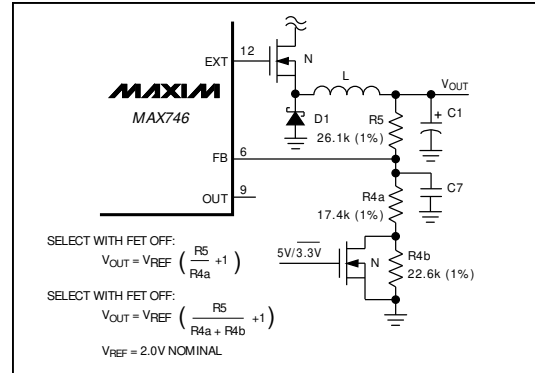 EXT
12
N
MAXIM
MAX746
L
VOUT
D1
R5
26.1k (1%)
+
C1
FB
6
OUT
9
R4a
17.4k (1%)
C7
5V/3.3V
N
R4b
22.6k (1%)
SELECT WITH FET OFF:
VOUT = VREF ( R5 / R4a +1 )
SELECT WITH FET OFF:
VOUT = VREF ( R5 / R4a + R4b +1 )
VREF = 2.0V NOMINAL